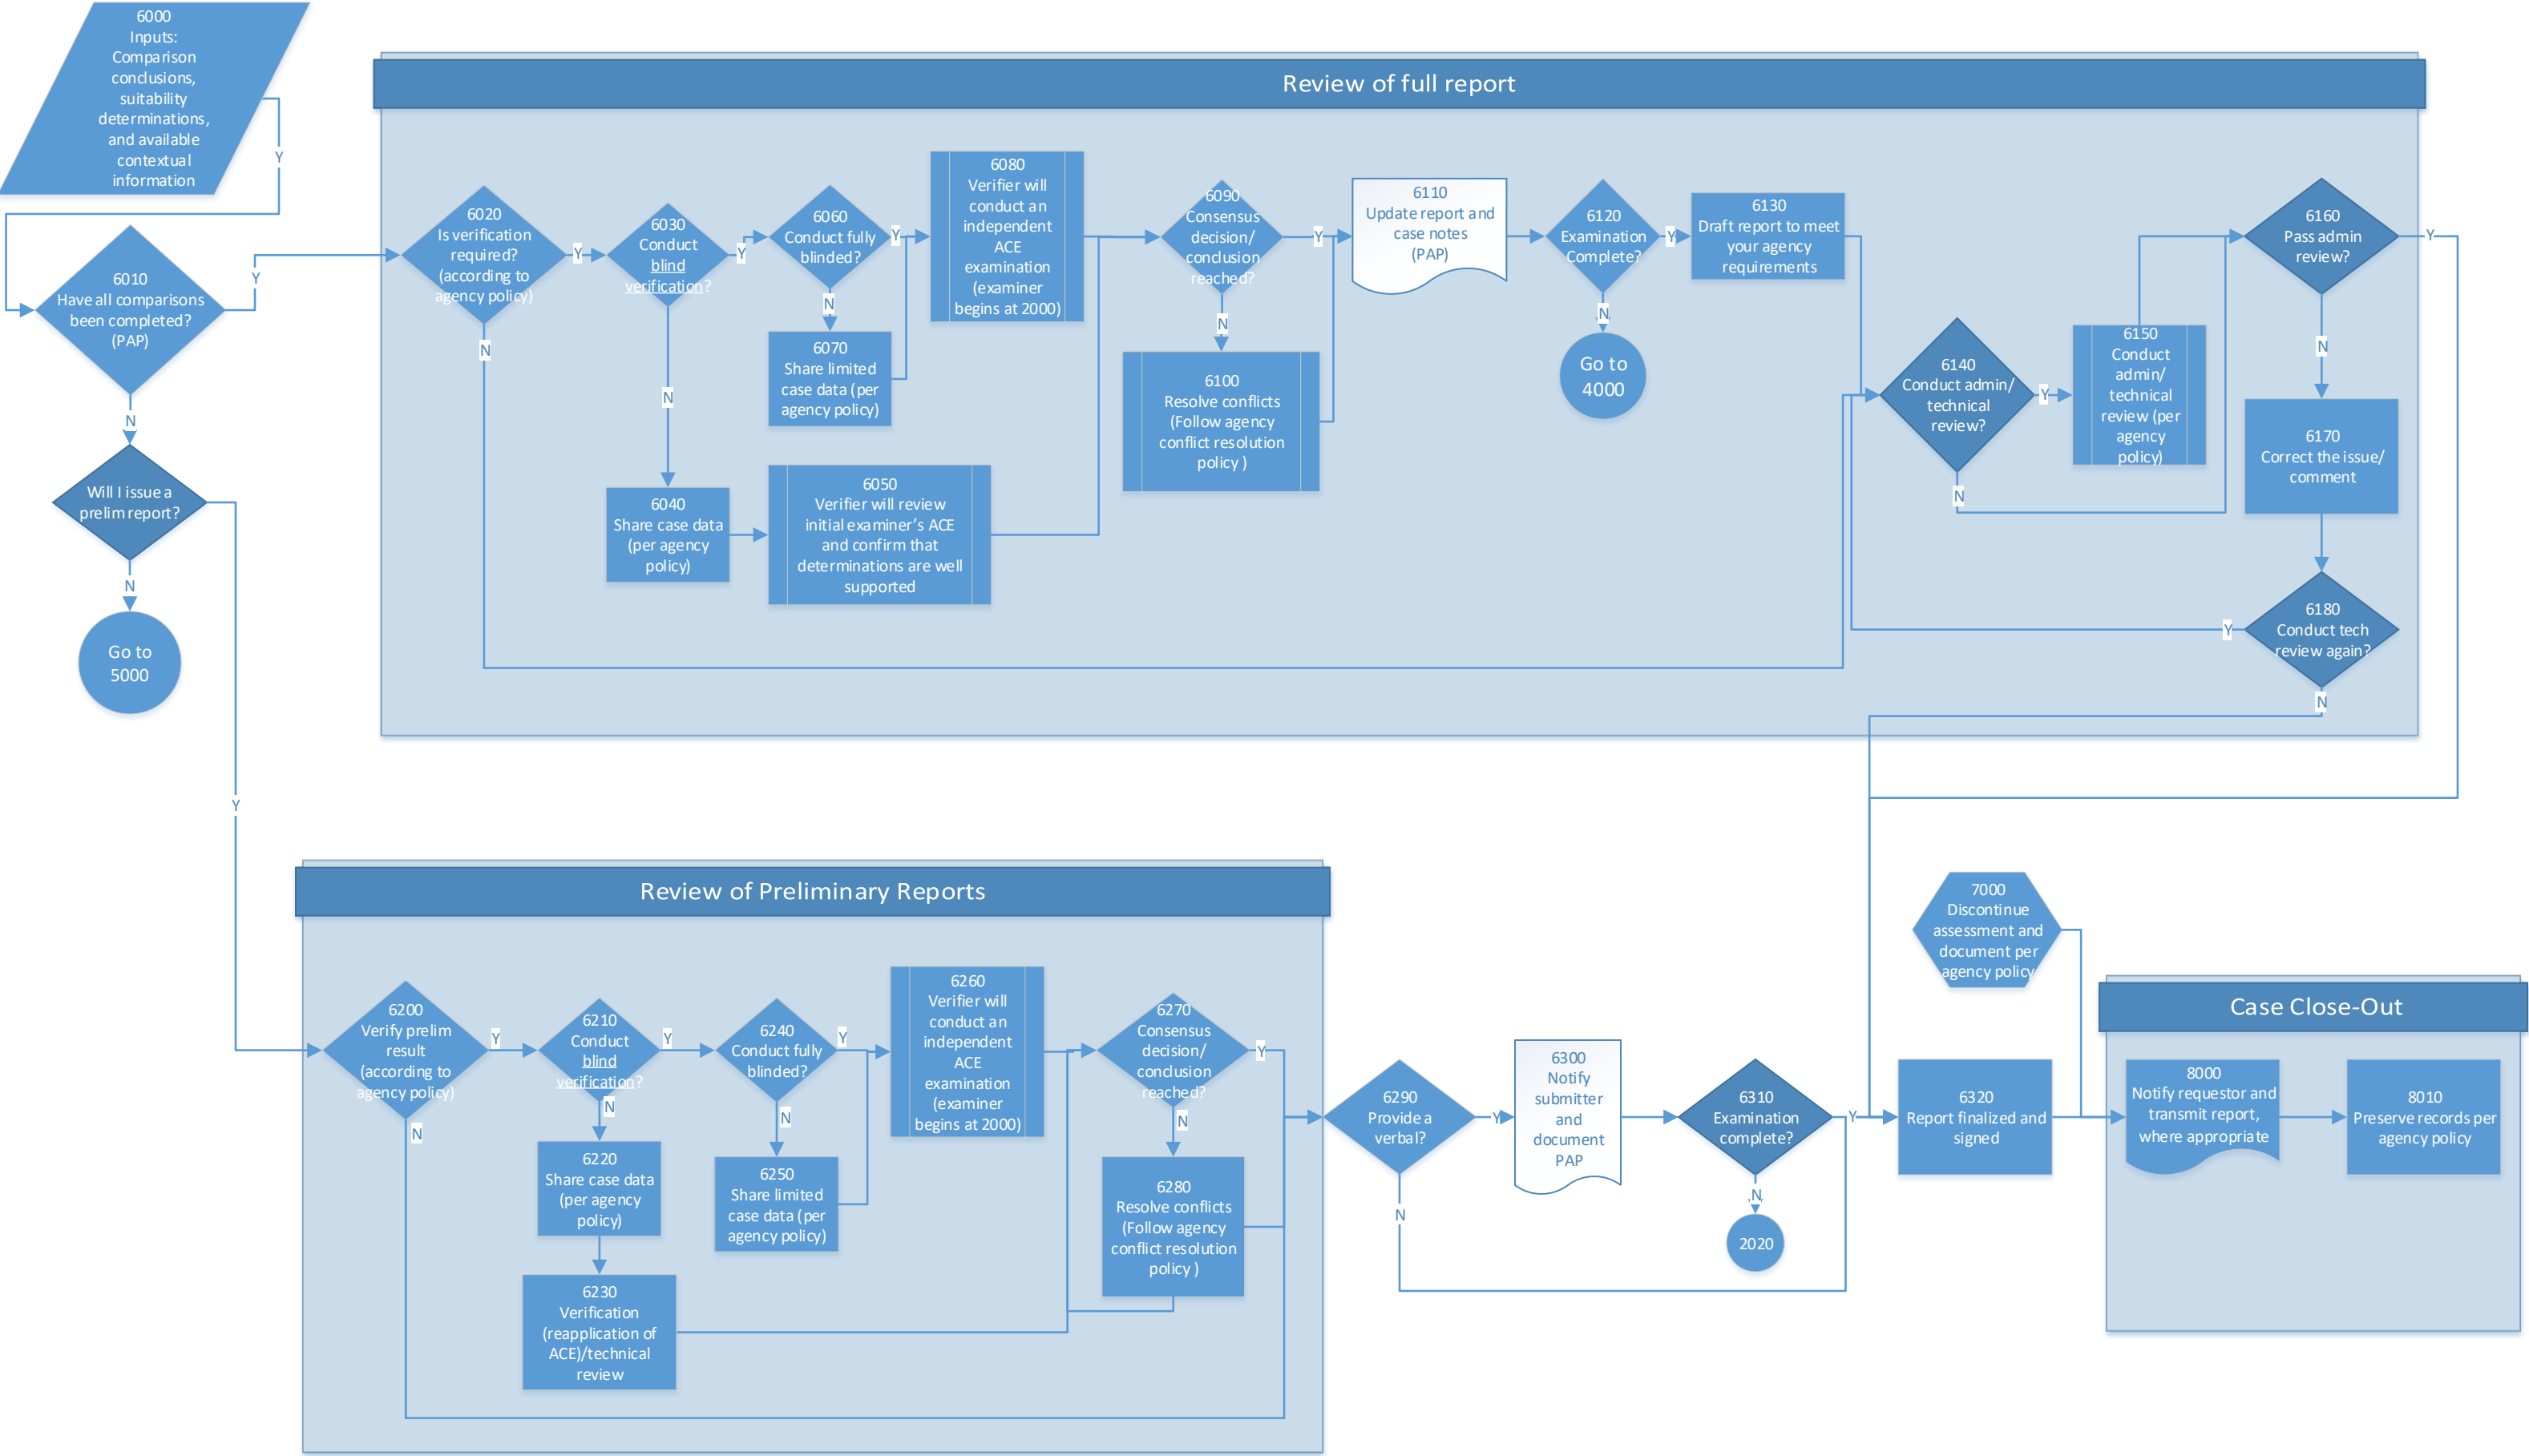 6000
Inputs:
Comparison
conclusions,
suitability
determinations,
and available
contextual
information
Y
6010
Have all comparisons
been completed?
(PAP)
Y
N
Will I issue a
prelim report?
Y
N
Go to
5000
Review of full report
6020
Is verification
required?
(according to
agency policy)
Y
N
6030
Conduct
blind
verification?
Y
N
6040
Share case data
(per agency
policy)
6050
Verifier will review
initial examiner's ACE
and confirm that
determinations are well
supported
6060
Conduct fully
blinded?
Y
N
6070
Share limited
case data (per
agency policy)
6080
Verifier will
conduct an
independent
ACE
examination
(examiner
begins at 2000)
6090
Consensus
decision/
conclusion
reached?
Y
N
6100
Resolve conflicts
(Follow agency
conflict resolution
policy )
6110
Update report and
case notes
(PAP)
6120
Examination
Complete?
Y
N
Go to
4000
6130
Draft report to meet
your agency
requirements
6140
Conduct admin/
technical
review?
Y
N
6150
Conduct
admin/
technical
review (per
agency
policy)
6160
Pass admin
review?
Y
N
6170
Correct the issue/
comment
6180
Conduct tech
review again?
Y
N
Review of Preliminary Reports
6200
Verify prelim
result
(according to
agency policy)
Y
N
6210
Conduct
blind
verification?
Y
N
6220
Share case data
(per agency
policy)
6230
Verification
(reapplication of
ACE)/technical
review
6240
Conduct fully
blinded?
Y
N
6250
Share limited
case data (per
agency policy)
6260
Verifier will
conduct an
independent
ACE
examination
(examiner
begins at 2000)
6270
Consensus
decision/
conclusion
reached?
Y
N
6280
Resolve conflicts
(Follow agency
conflict resolution
policy )
6290
Provide a
verbal?
Y
N
6300
Notify
submitter
and
document
PAP
6310
Examination
complete?
Y
N
2020
6320
Report finalized and
signed
7000
Discontinue
assessment and
document per
agency policy
Case Close-Out
8000
Notify requestor and
transmit report,
where appropriate
8010
Preserve records per
agency policy